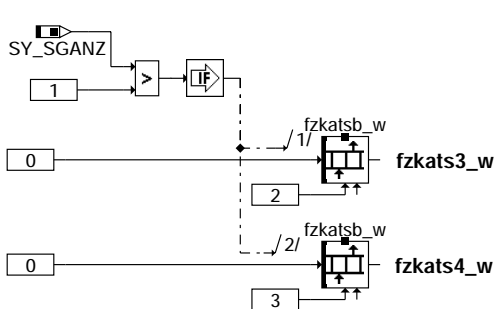 SY_SGANZ
1
>
IF
fzkatsb_w
1/
0
fzkats3_w
2
fzkatsb_w
2/
0
fzkats4_w
3